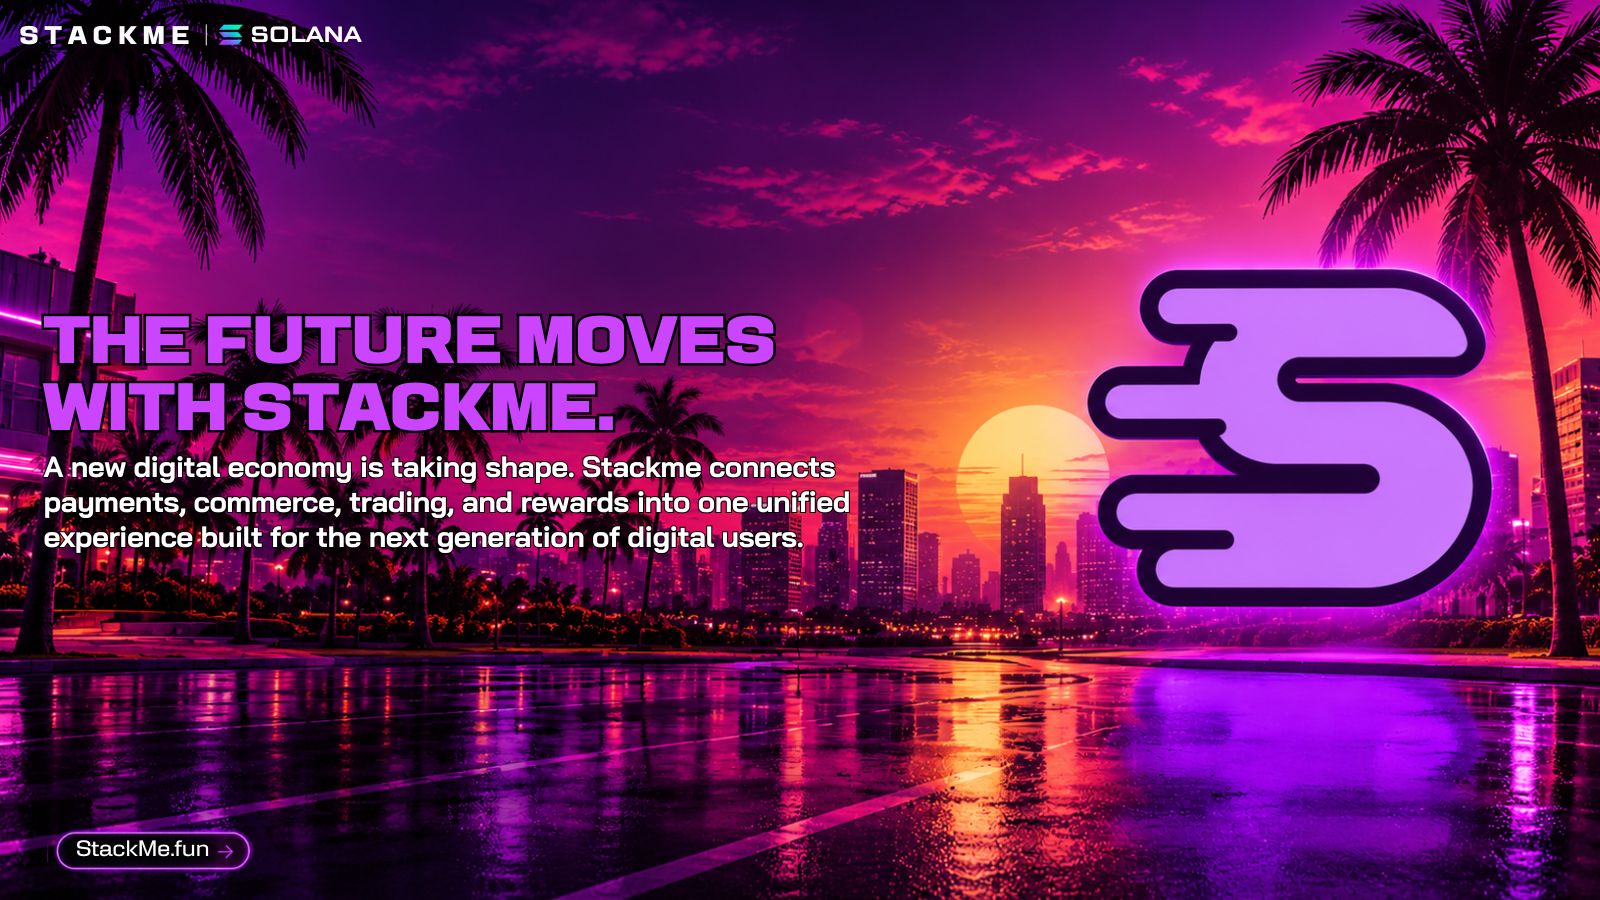 STACKME | SOLANA
THE FUTURE MOVES
WITH STACKME.
A new digital economy is taking shape. Stackme connects
payments, commerce, trading, and rewards into one unified
experience built for the next generation of digital users.
StackMe.fun →